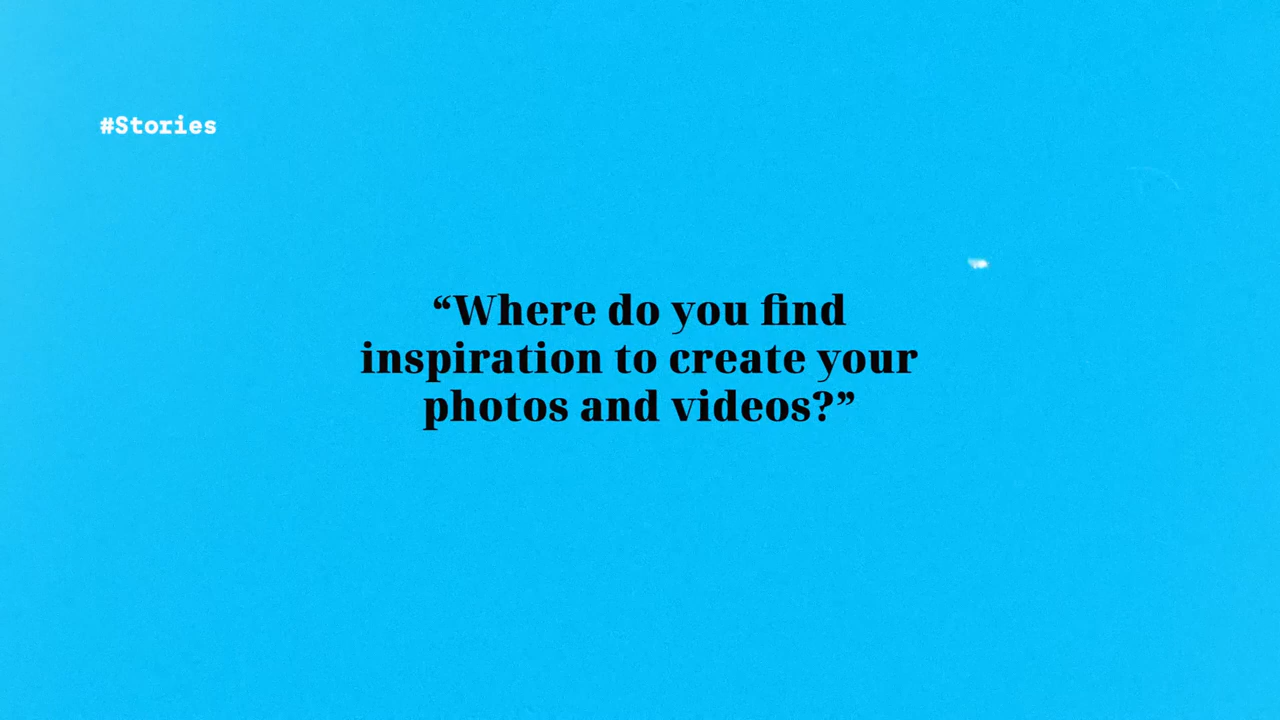 #Stories
“Where do you find
inspiration to create your
photos and videos?”